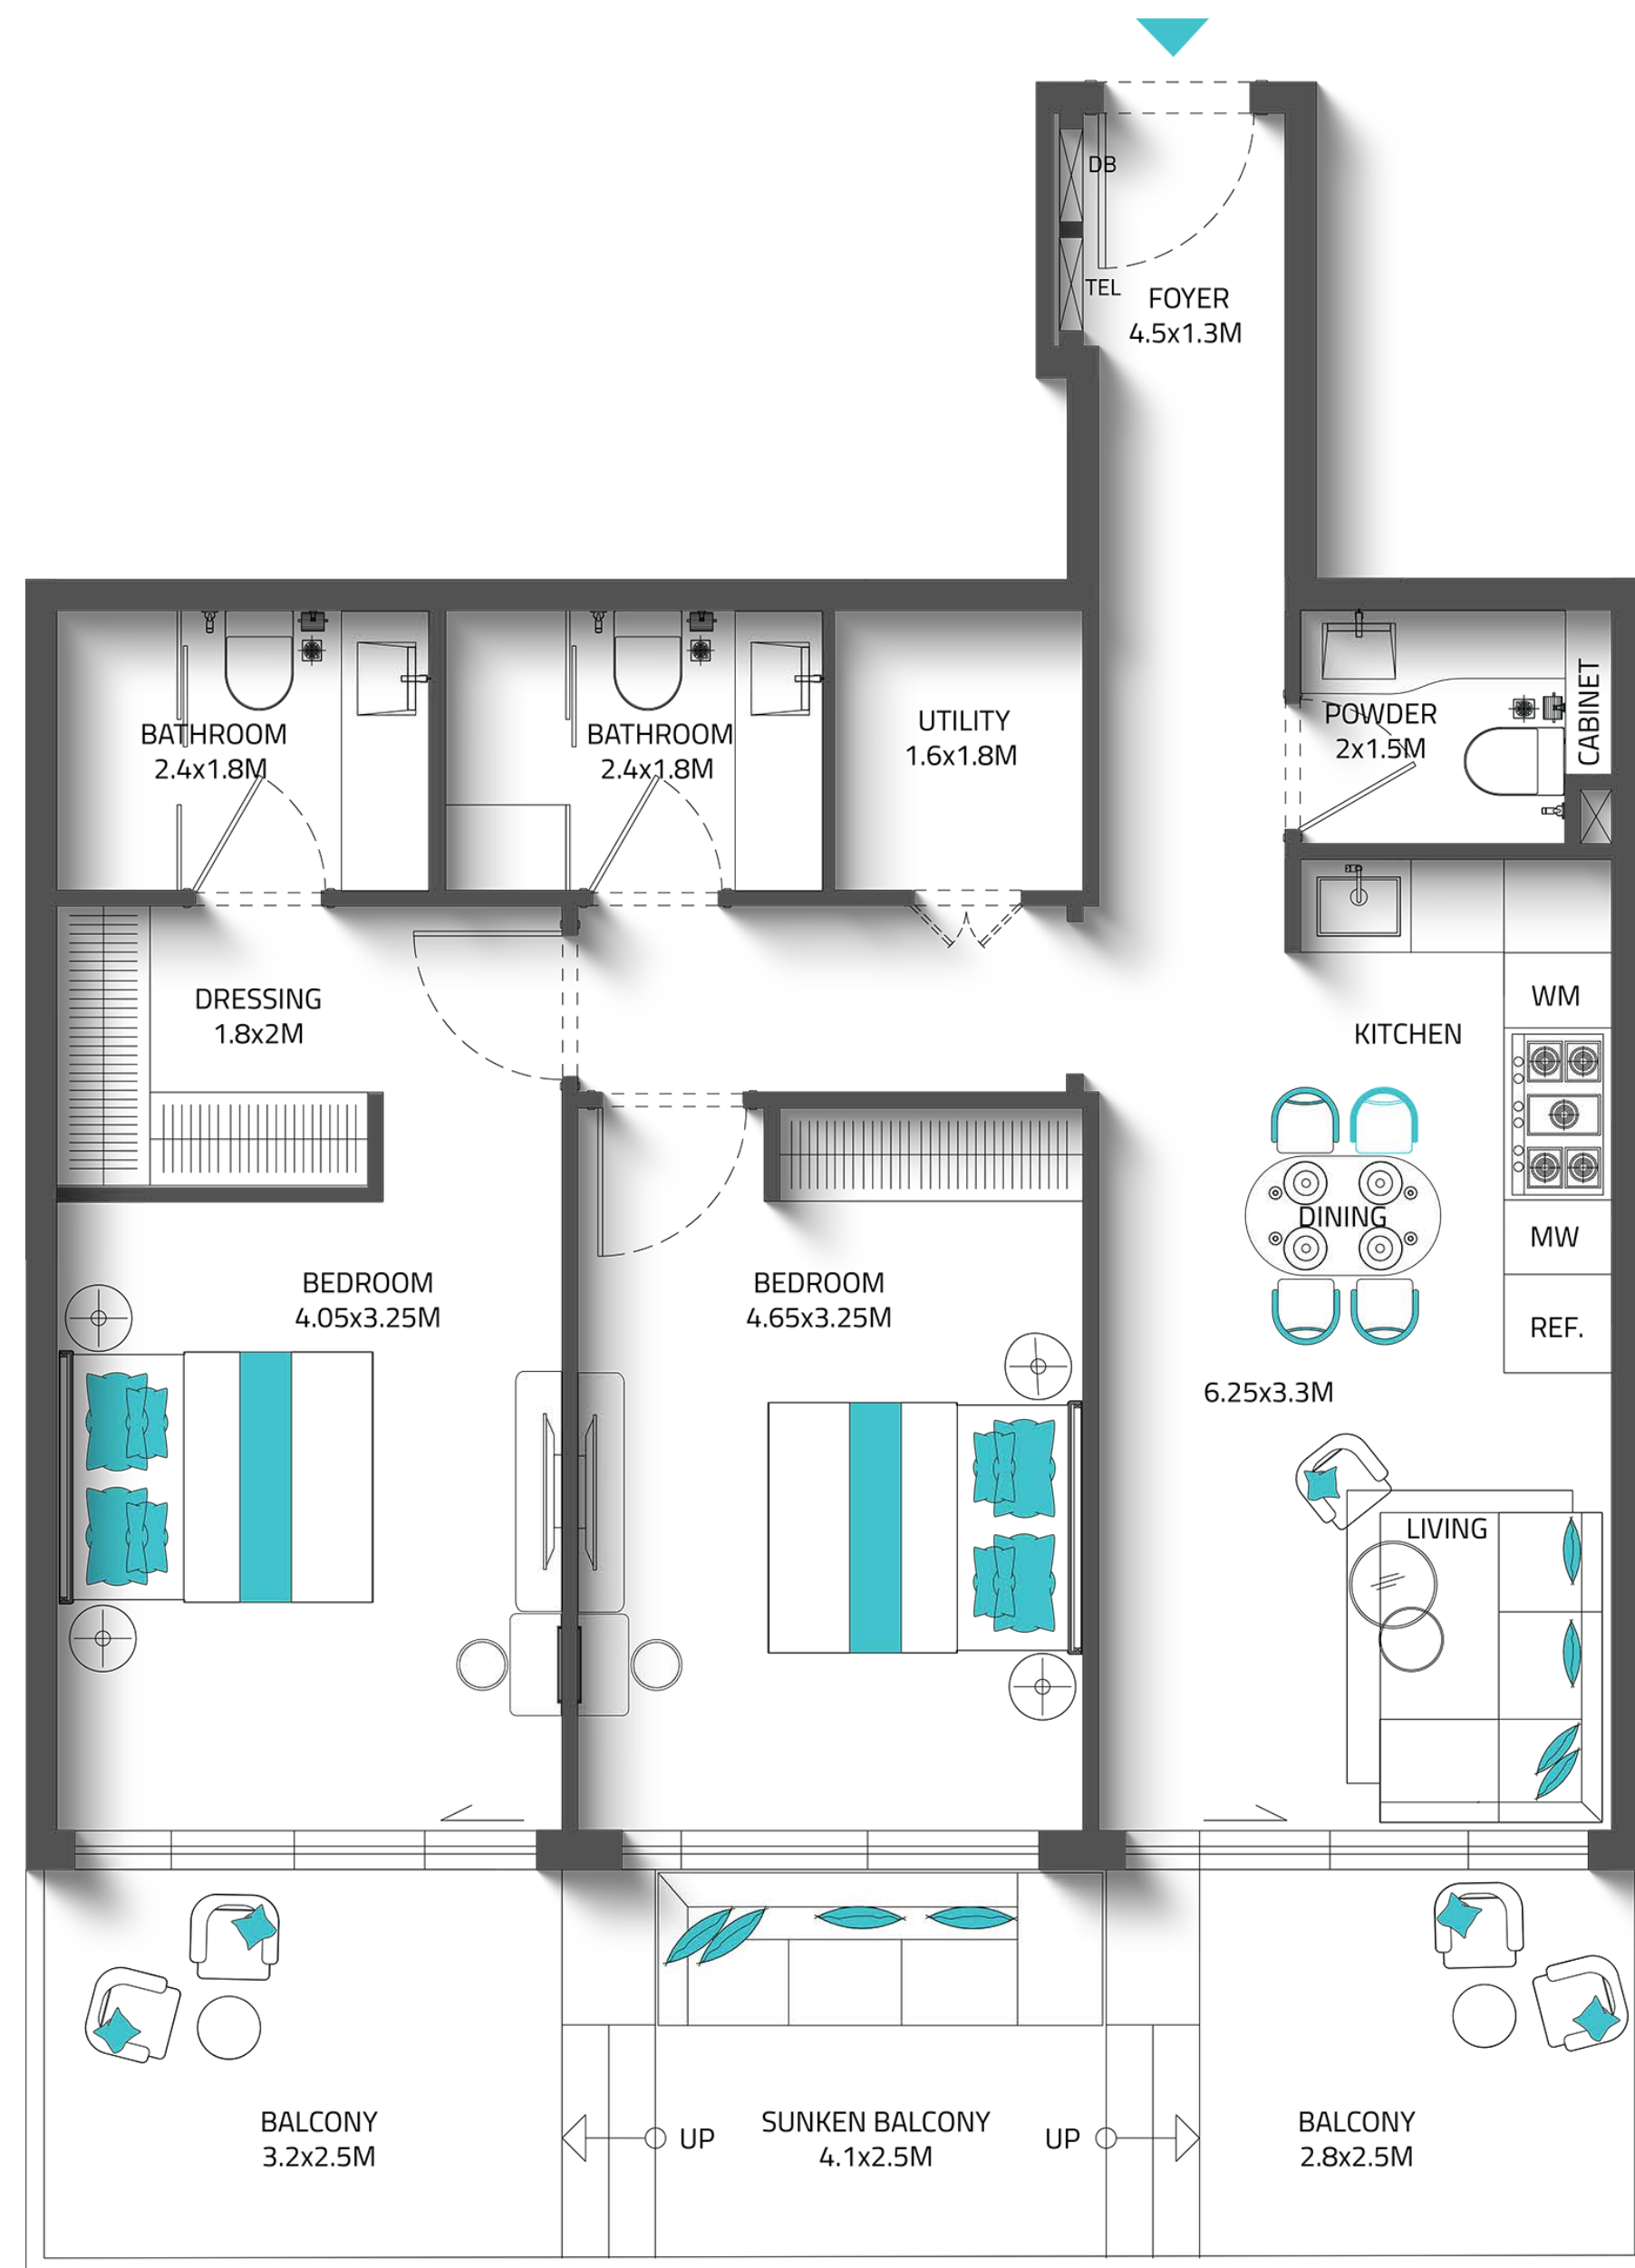 DB
TEL
FOYER
4.5x1.3M
BATHROOM
2.4x1.8M
BATHROOM
2.4x1.8M
UTILITY
1.6x1.8M
POWDER
2x1.5M
CABINET
DRESSING
1.8x2M
KITCHEN
WM
DINING
MW
REF.
BEDROOM
4.05x3.25M
BEDROOM
4.65x3.25M
6.25x3.3M
LIVING
BALCONY
3.2x2.5M
UP
SUNKEN BALCONY
4.1x2.5M
UP
BALCONY
2.8x2.5M